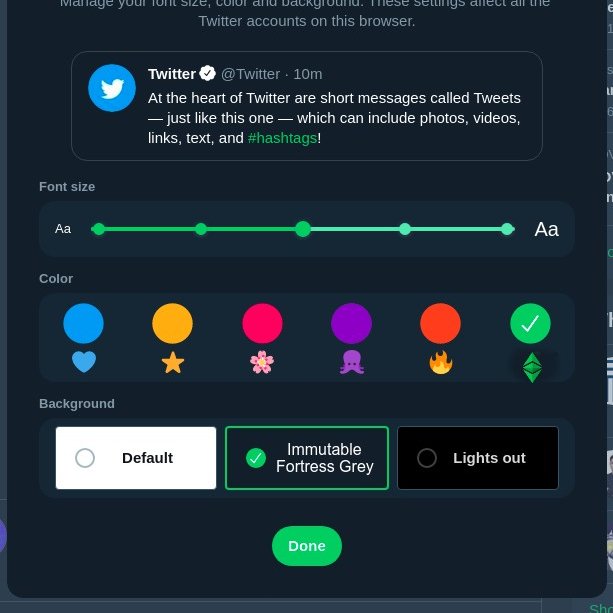 Manage your font size, color and background. These settings affect all the
Twitter accounts on this browser.
Twitter @Twitter · 10m
At the heart of Twitter are short messages called Tweets
— just like this one — which can include photos, videos,
links, text, and #hashtags!
Font size
Aa
Aa
Color
Background
Default
Immutable
Fortress Grey
Lights out
Done